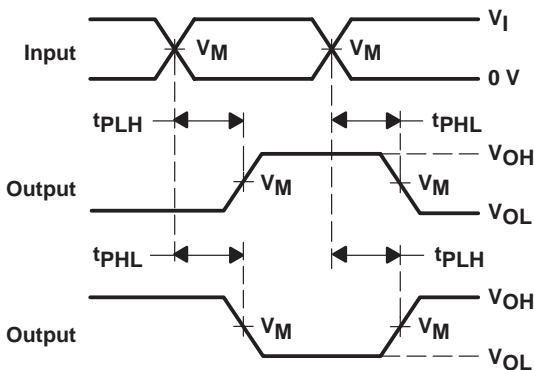 Input V_M V_M V_I
0 V
t_PLH t_PHL
V_OH
Output V_M V_M
V_OL
t_PHL t_PLH
V_OH
Output V_M V_M
V_OL